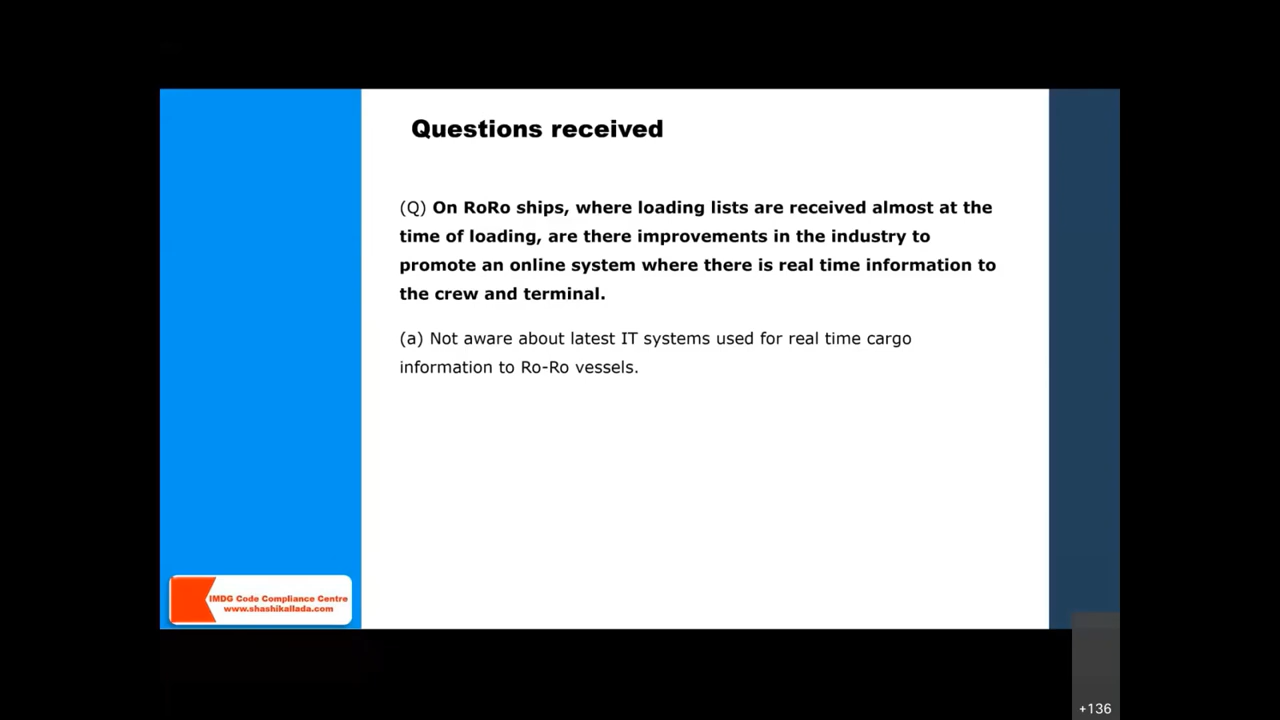 Questions received
(Q) On RoRo ships, where loading lists are received almost at the
time of loading, are there improvements in the industry to
promote an online system where there is real time information to
the crew and terminal.
(a) Not aware about latest IT systems used for real time cargo
information to Ro-Ro vessels.
IMDG Code Compliance Centre
www.shashikallada.com
+136